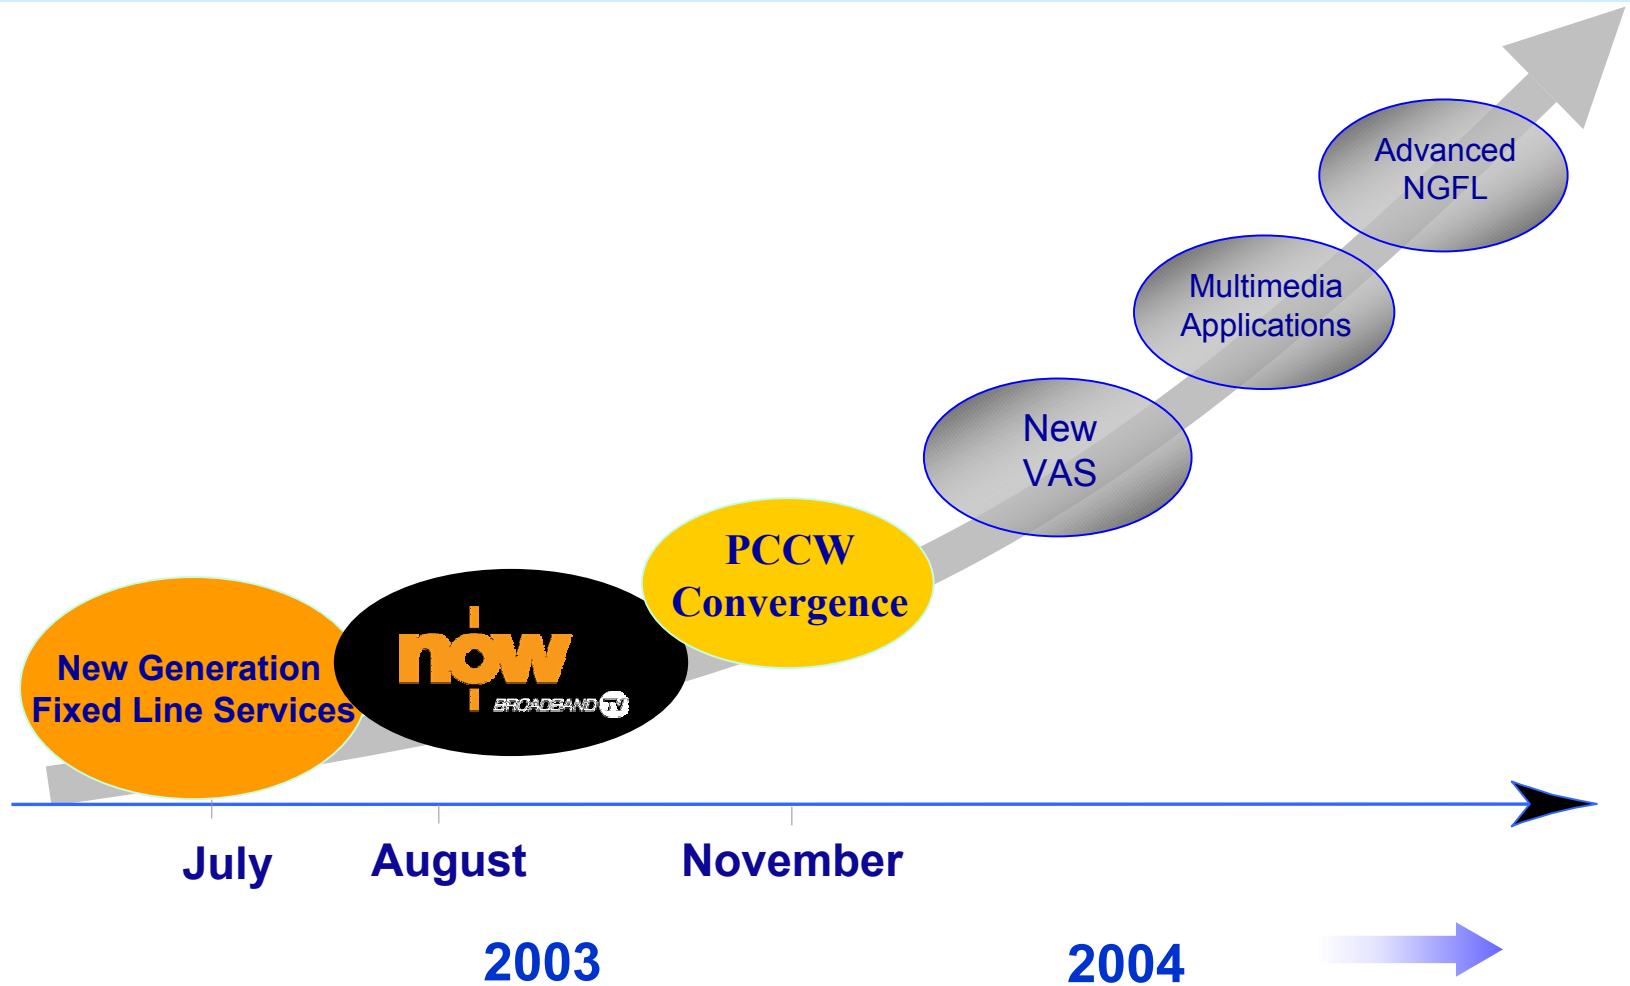 Advanced
NGFL
Multimedia
Applications
New
VAS
PCCW
Convergence
now
BROADBAND TV
New Generation
Fixed Line Services
July
August
November
2003
2004